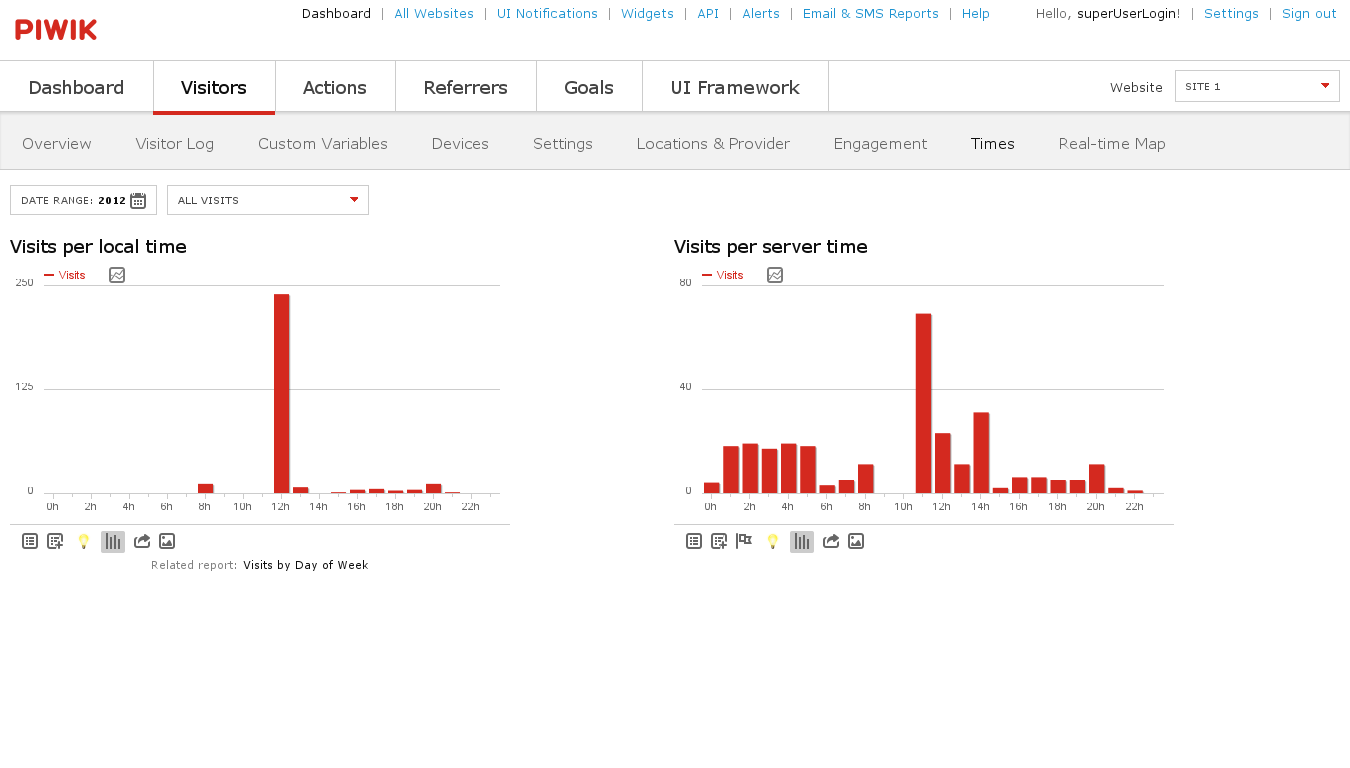 PIWIK
Dashboard | All Websites | UI Notifications | Widgets | API | Alerts | Email & SMS Reports | Help
Hello, superUserLogin! | Settings | Sign out
Dashboard Visitors Actions Referrers Goals UI Framework
Website SITE 1
Overview Visitor Log Custom Variables Devices Settings Locations & Provider Engagement Times Real-time Map
DATE RANGE: 2012 ALL VISITS
Visits per local time
Visits
250
125
0
0h 2h 4h 6h 8h 10h 12h 14h 16h 18h 20h 22h
Related report: Visits by Day of Week
Visits per server time
Visits
80
40
0
0h 2h 4h 6h 8h 10h 12h 14h 16h 18h 20h 22h